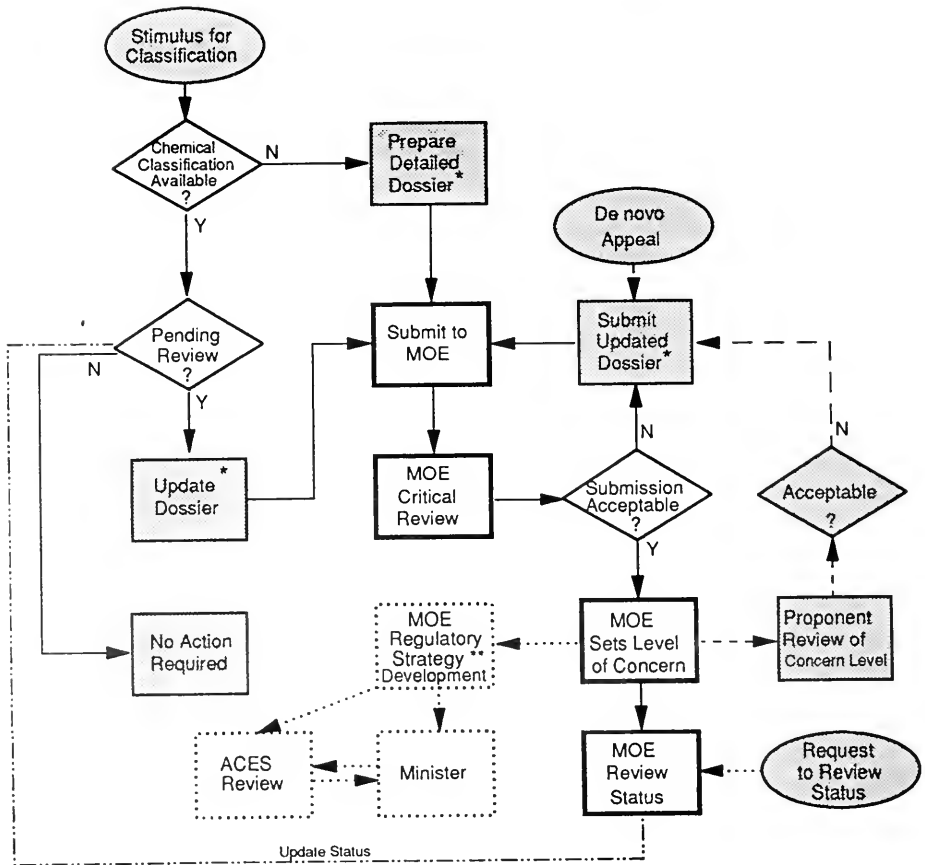 Stimulus for
Classification
Chemical
Classification
Available
?
N
Y
Prepare
Detailed
Dossier*
De novo
Appeal
Pending
Review
?
N
Y
Submit to
MOE
Submit
Updated
Dossier*
N
Update *
Dossier
MOE
Critical
Review
Submission
Acceptable
?
Y
Acceptable
?
N
No Action
Required
MOE
Regulatory
Strategy **
Development
MOE
Sets Level
of Concern
Proponent
Review of
Concern Level
ACES
Review
Minister
MOE
Review
Status
Request
to Review
Status
Update Status